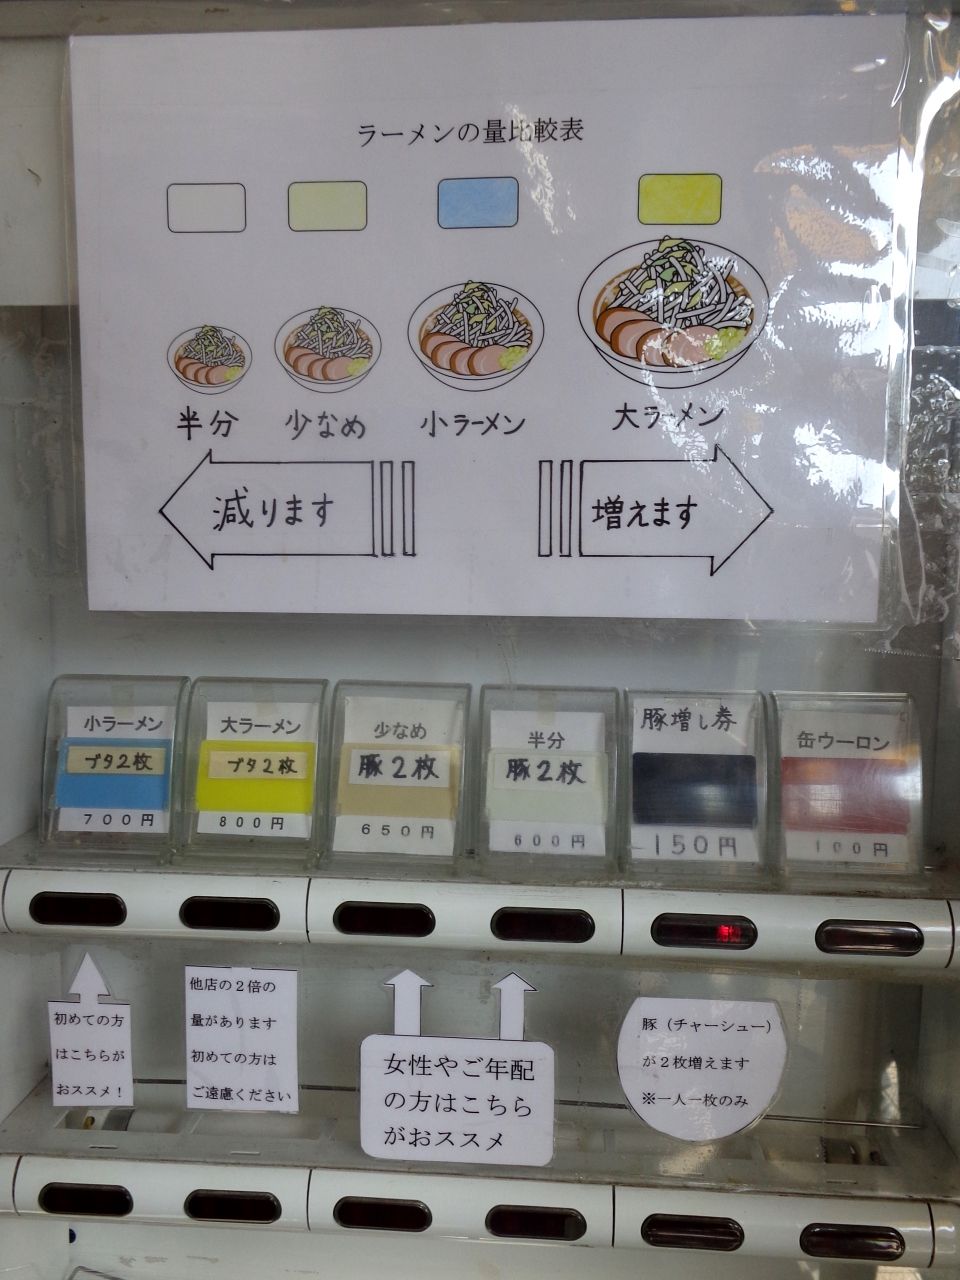 ラーメンの量比較表
半分 少なめ 小ラーメン 大ラーメン
減ります 増えます
小ラーメン
ブタ2枚
700円
大ラーメン
ブタ2枚
800円
少なめ
豚2枚
650円
半分
豚2枚
600円
豚増し券
150円
缶ウーロン
100円
初めての方
はこちらが
おススメ！
他店の２倍の
量があります
初めての方は
ご遠慮ください
女性やご年配
の方はこちら
がおススメ
豚（チャーシュー）
が２枚増えます
※一人一枚のみ